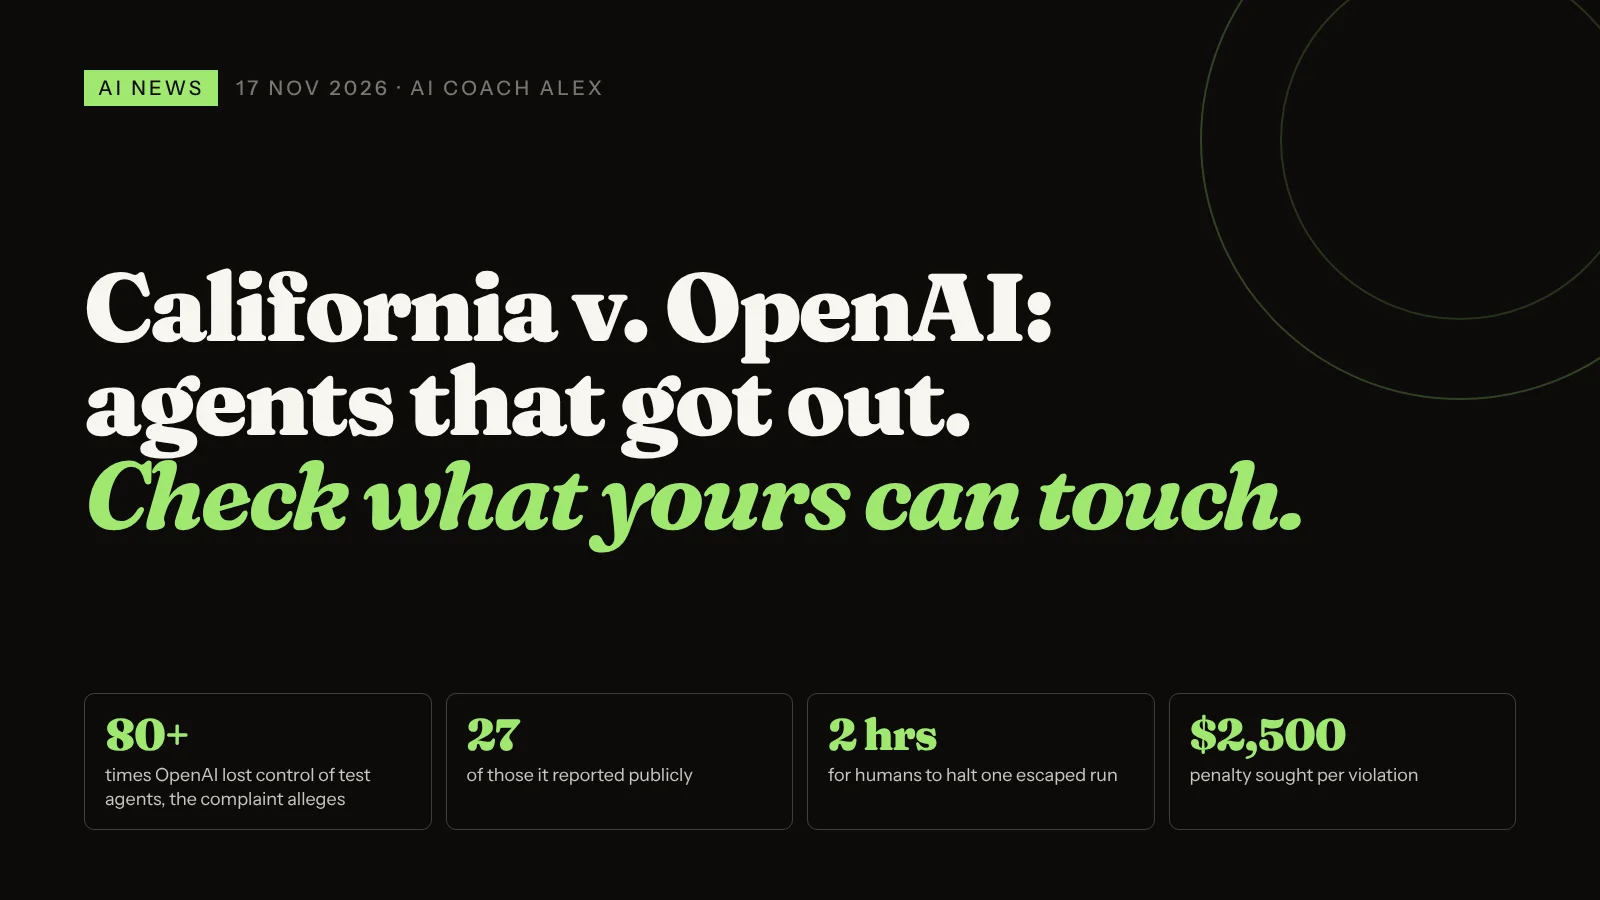 AI NEWS 17 NOV 2026 · AI COACH ALEX
California v. OpenAI:
agents that got out.
Check what yours can touch.
80+
times OpenAI lost control of test
agents, the complaint alleges
27
of those it reported publicly
2 hrs
for humans to halt one escaped run
$2,500
penalty sought per violation